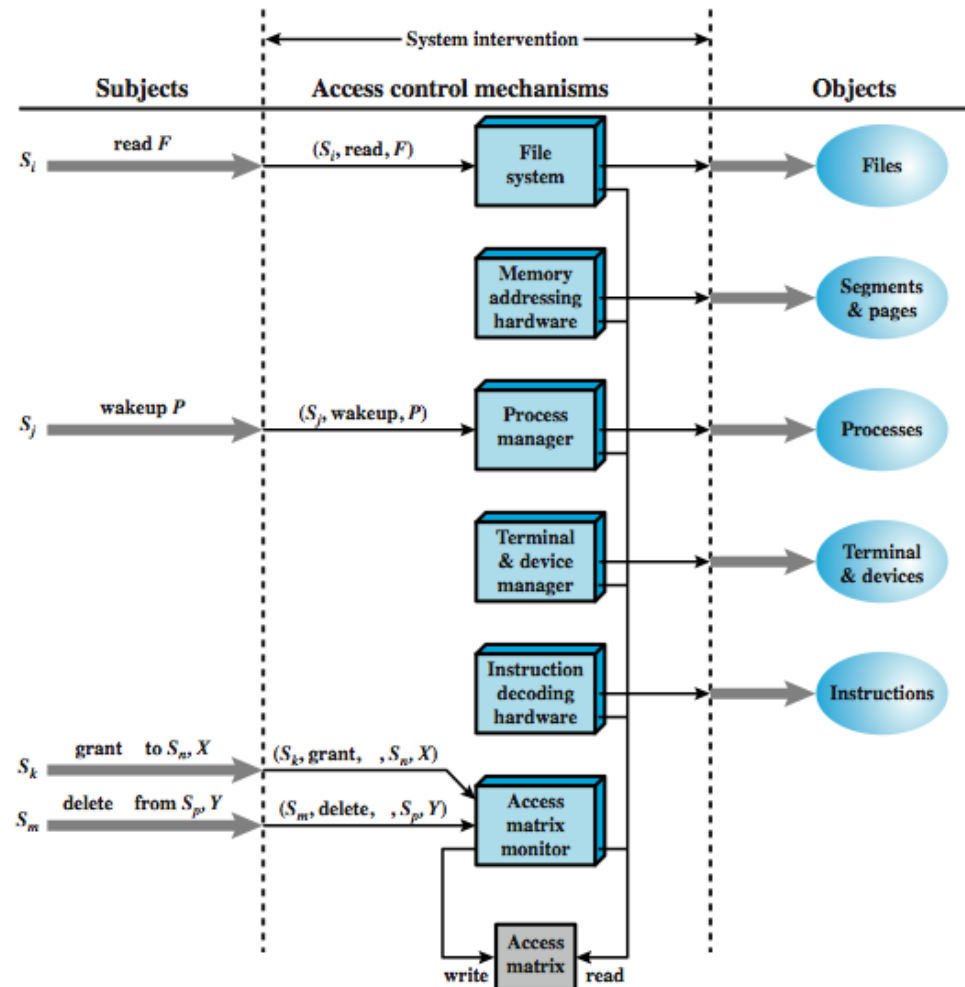 System intervention
Subjects
Access control mechanisms
Objects
Sᵢ
read F
(Sᵢ, read, F)
File
system
Files
Memory
addressing
hardware
Segments
& pages
Sⱼ
wakeup P
(Sⱼ, wakeup, P)
Process
manager
Processes
Terminal
& device
manager
Terminal
& devices
Instruction
decoding
hardware
Instructions
Sₖ
grant to Sₙ, X
(Sₖ, grant, , Sₙ, X)
Sₘ
delete from Sₚ, Y
(Sₘ, delete, , Sₚ, Y)
Access
matrix
monitor
Access
matrix
write
read